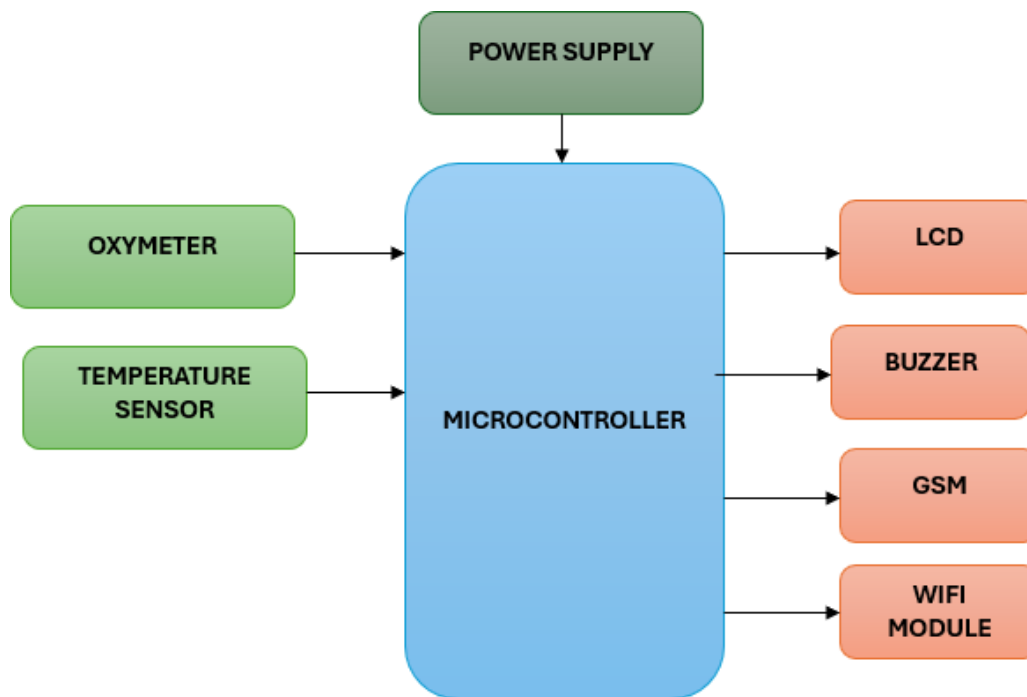 POWER SUPPLY
OXYMETER
TEMPERATURE
SENSOR
MICROCONTROLLER
LCD
BUZZER
GSM
WIFI
MODULE